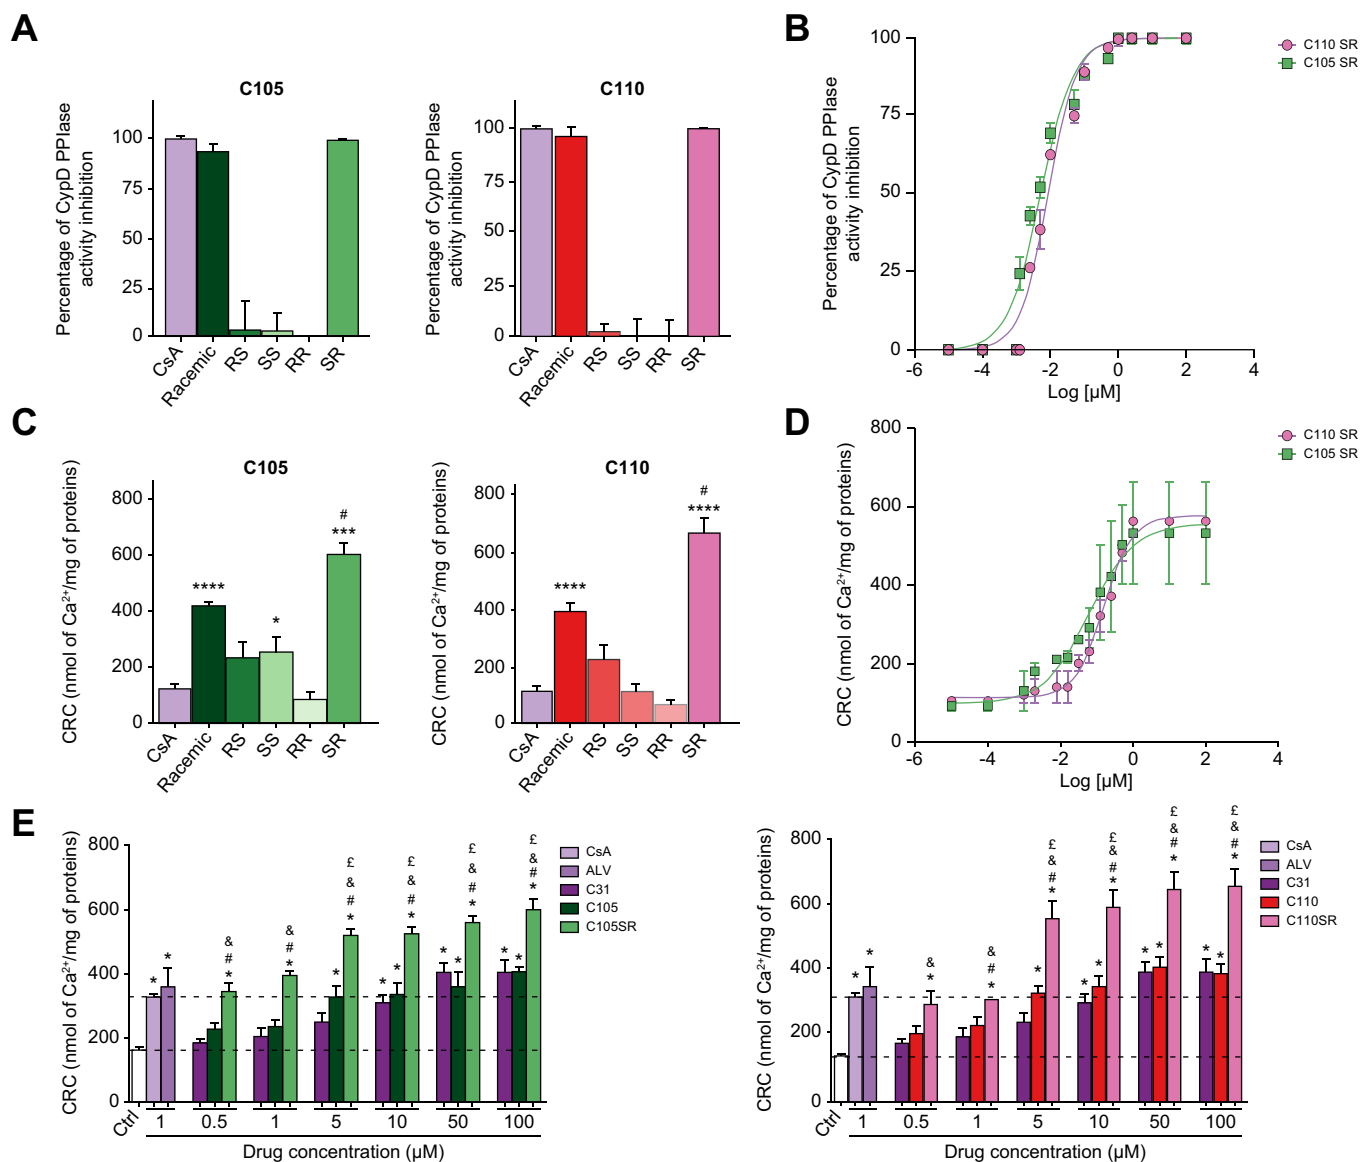 A
C105
Percentage of CypD PPIase
activity inhibition
100
75
50
25
0
CsA
Racemic
RS
SS
RR
SR
C110
Percentage of CypD PPIase
activity inhibition
100
75
50
25
0
CsA
Racemic
RS
SS
RR
SR
B
Percentage of CypD PPIase
activity inhibition
100
75
50
25
0
-6
-4
-2
0
2
4
Log [µM]
C110 SR
C105 SR
C
C105
CRC (nmol of Ca²⁺/mg of proteins)
800
600
400
200
0
****
*
#
***
CsA
Racemic
RS
SS
RR
SR
C110
CRC (nmol of Ca²⁺/mg of proteins)
800
600
400
200
0
****
#
****
CsA
Racemic
RS
SS
RR
SR
D
CRC (nmol of Ca²⁺/mg of proteins)
800
600
400
200
0
-6
-4
-2
0
2
4
Log [µM]
C110 SR
C105 SR
E
CRC (nmol of Ca²⁺/mg of proteins)
800
600
400
200
0
* *
&
#
*
&
#
*
*
£
&
#
*
* *
£
&
#
*
* *
£
&
#
*
* *
£
&
#
*
CsA
ALV
C31
C105
C105SR
Ctrl
1
0.5
1
5
10
50
100
Drug concentration (µM)
CRC (nmol of Ca²⁺/mg of proteins)
800
600
400
200
0
* *
&
*
&
#
*
*
£
&
#
*
* *
£
&
#
*
* *
£
&
#
*
* *
£
&
#
*
CsA
ALV
C31
C110
C110SR
Ctrl
1
0.5
1
5
10
50
100
Drug concentration (µM)